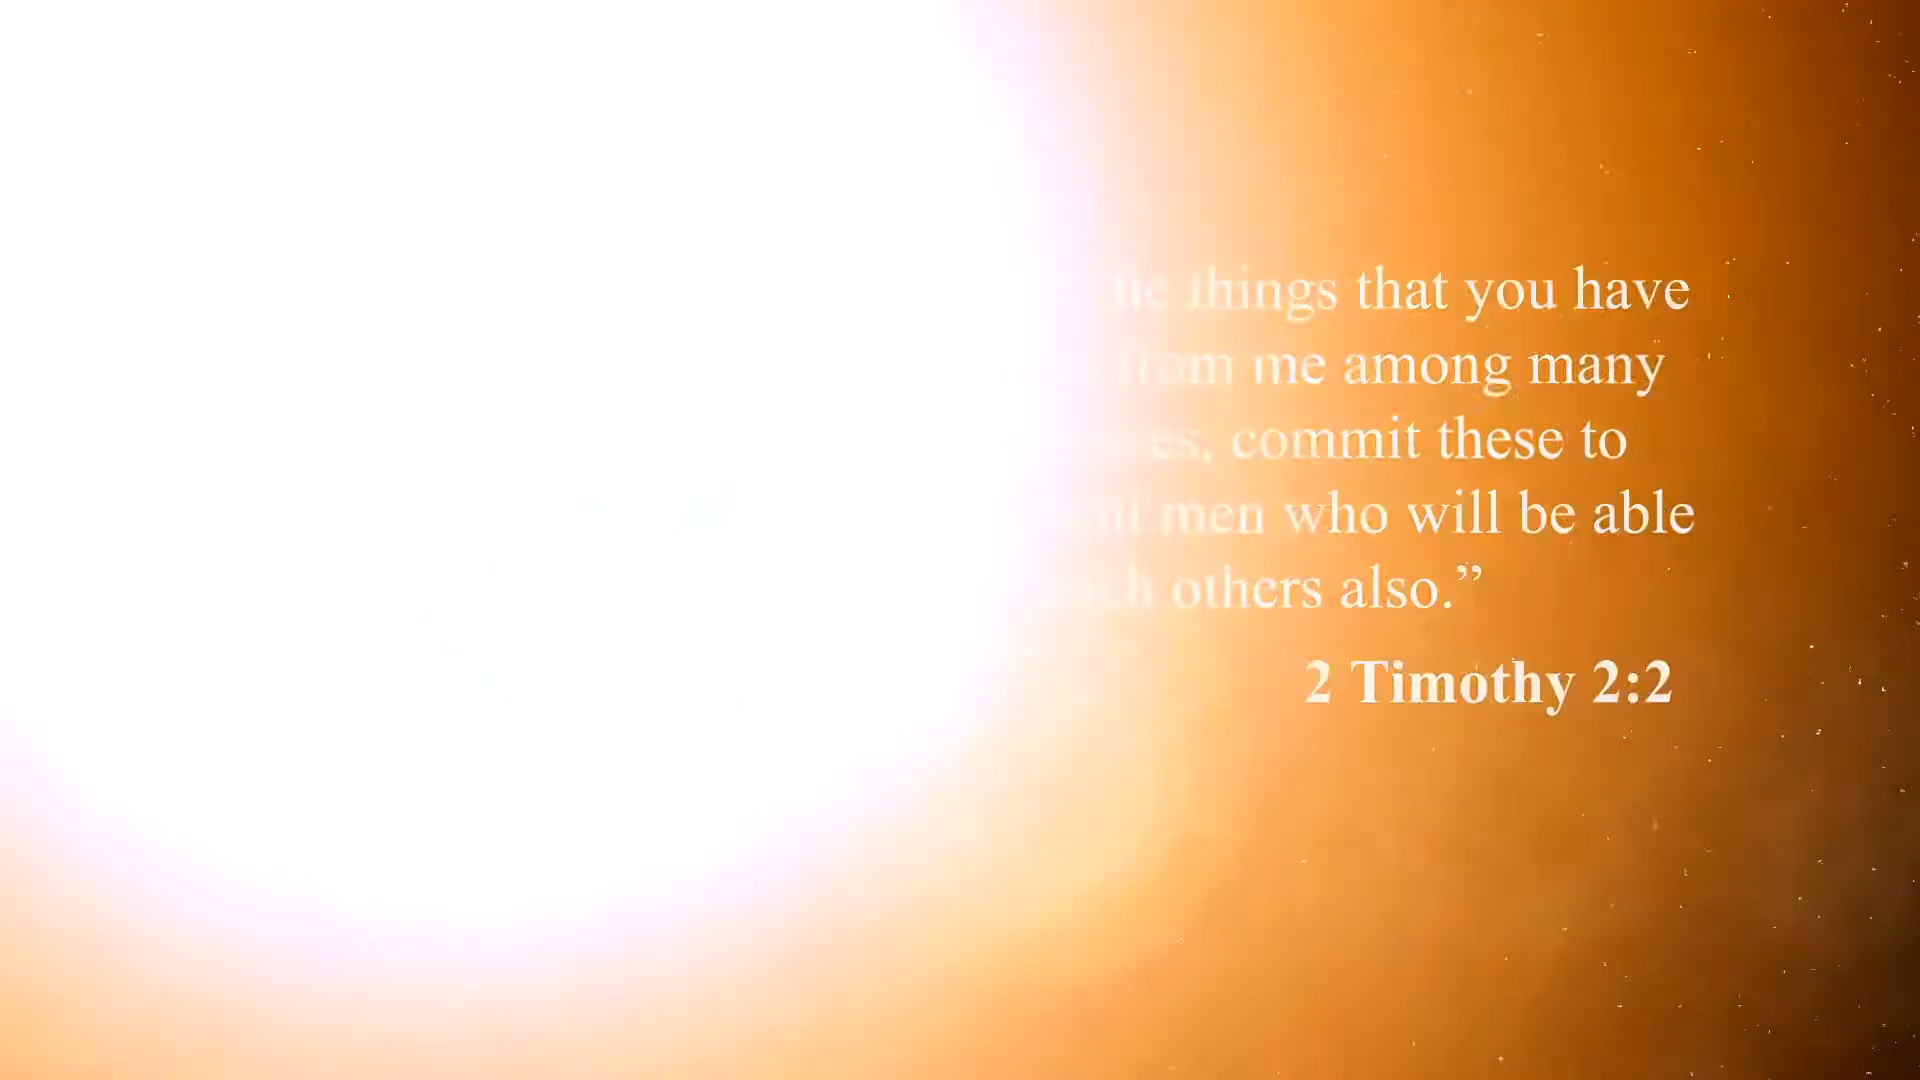 things that you have
from me among many
commit these to
men who will be able
others also.”
2 Timothy 2:2